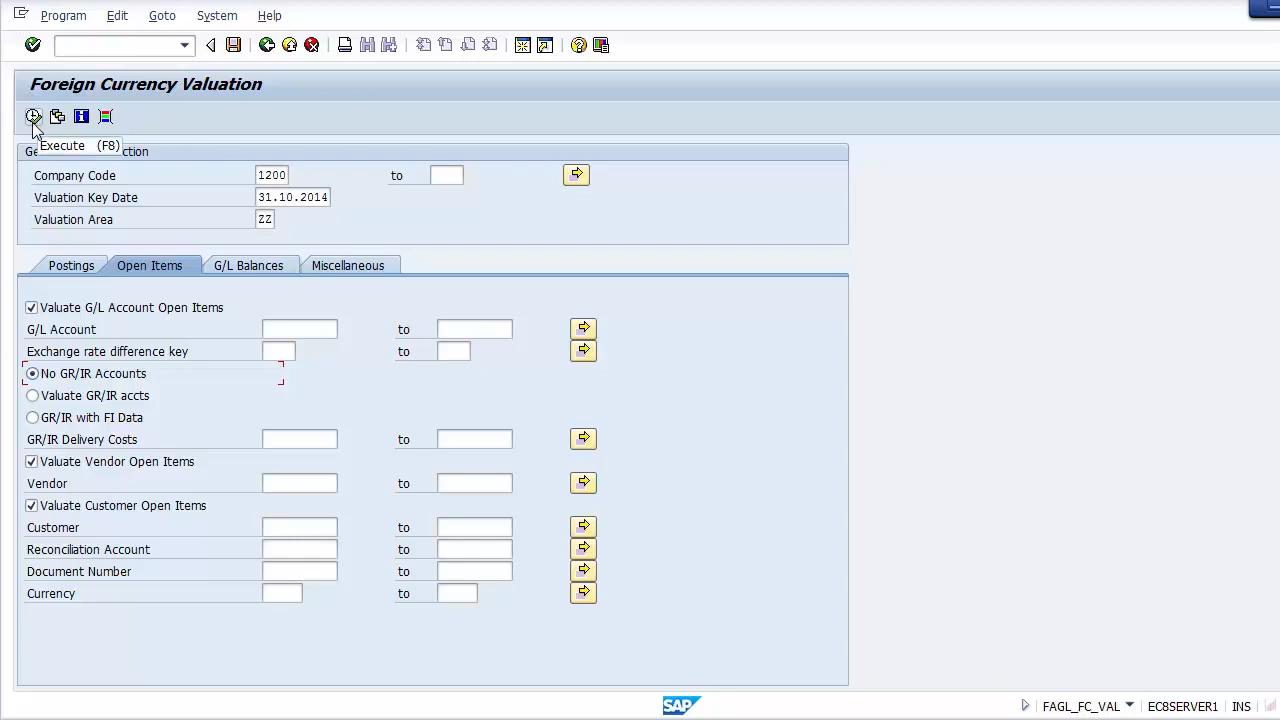 Program Edit Goto System Help
Foreign Currency Valuation
Execute (F8)
Ge ction
Company Code 1200 to
Valuation Key Date 31.10.2014
Valuation Area ZZ
Postings Open Items G/L Balances Miscellaneous
Valuate G/L Account Open Items
G/L Account to
Exchange rate difference key to
No GR/IR Accounts
Valuate GR/IR accts
GR/IR with FI Data
GR/IR Delivery Costs to
Valuate Vendor Open Items
Vendor to
Valuate Customer Open Items
Customer to
Reconciliation Account to
Document Number to
Currency to
SAP FAGL_FC_VAL EC8SERVER1 INS